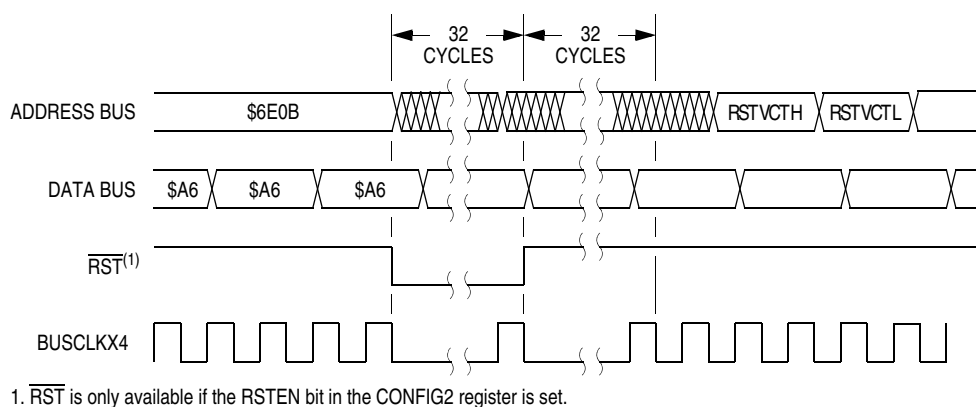 32
CYCLES
32
CYCLES
ADDRESS BUS
$6E0B
RSTVCTH
RSTVCTL
DATA BUS
$A6
$A6
$A6
RST(1)
BUSCLKX4
1. RST is only available if the RSTEN bit in the CONFIG2 register is set.